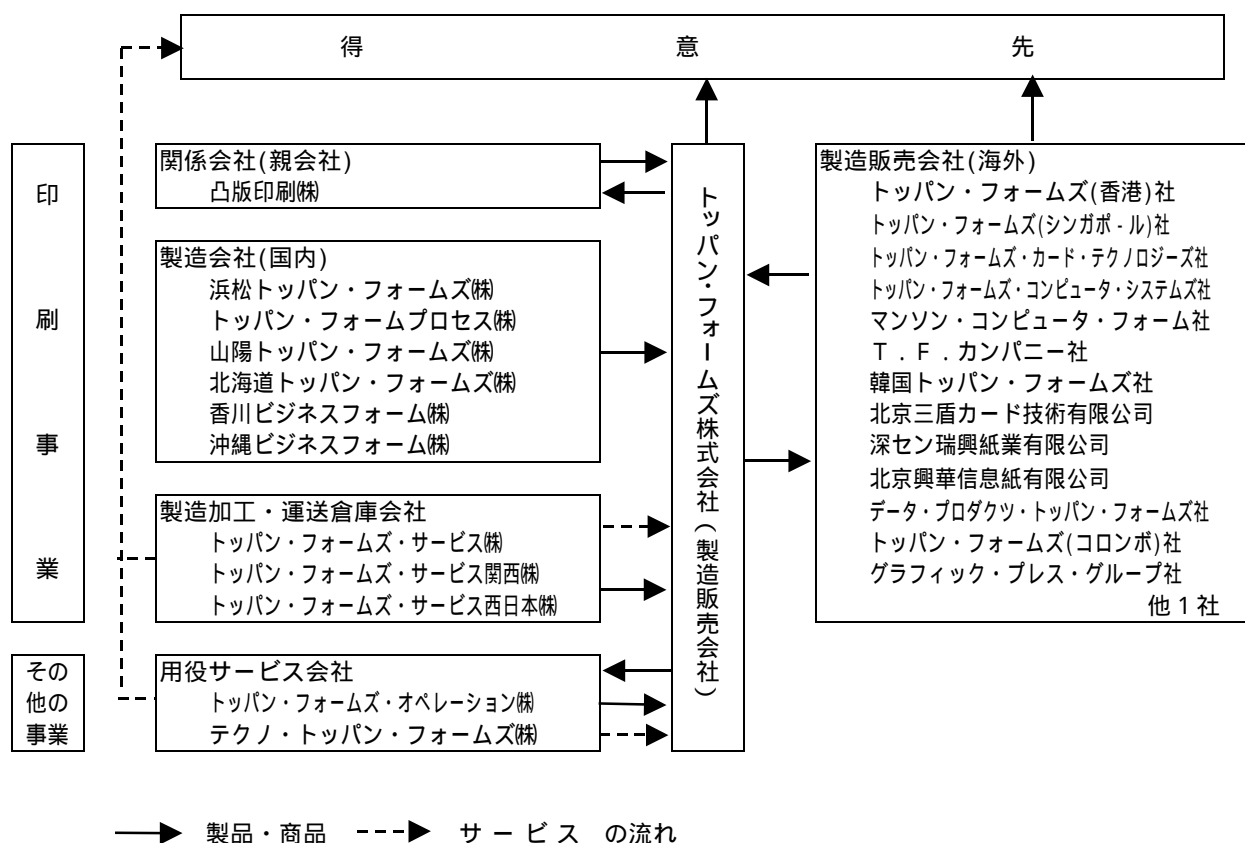 得意先
印刷事業
関係会社(親会社)
凸版印刷㈱
製造会社(国内)
浜松トッパン・フォームズ㈱
トッパン・フォームプロセス㈱
山陽トッパン・フォームズ㈱
北海道トッパン・フォームズ㈱
香川ビジネスフォーム㈱
沖縄ビジネスフォーム㈱
製造加工・運送倉庫会社
トッパン・フォームズ・サービス㈱
トッパン・フォームズ・サービス関西㈱
トッパン・フォームズ・サービス西日本㈱
その
他の
事業
用役サービス会社
トッパン・フォームズ・オペレーション㈱
テクノ・トッパン・フォームズ㈱
トッパン・フォームズ株式会社(製造販売会社)
製造販売会社(海外)
トッパン・フォームズ(香港)社
トッパン・フォームズ(シンガポ-ル)社
トッパン・フォームズ・カード・テクノロジーズ社
トッパン・フォームズ・コンピュータ・システムズ社
マンソン・コンピュータ・フォーム社
T.F.カンパニー社
韓国トッパン・フォームズ社
北京三盾カード技術有限公司
深セン瑞興紙業有限公司
北京興華信息紙有限公司
データ・プロダクツ・トッパン・フォームズ社
トッパン・フォームズ(コロンボ)社
グラフィック・プレス・グループ社
他1社
製品・商品 サービス の流れ